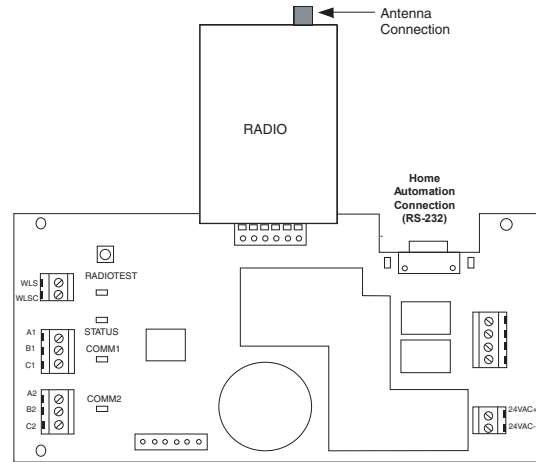 Antenna
Connection
RADIO
Home
Automation
Connection
(RS-232)
RADIOTEST
WLS
WLSC
STATUS
A1
B1
C1
COMM1
A2
B2
C2
COMM2
24VAC+
24VAC-